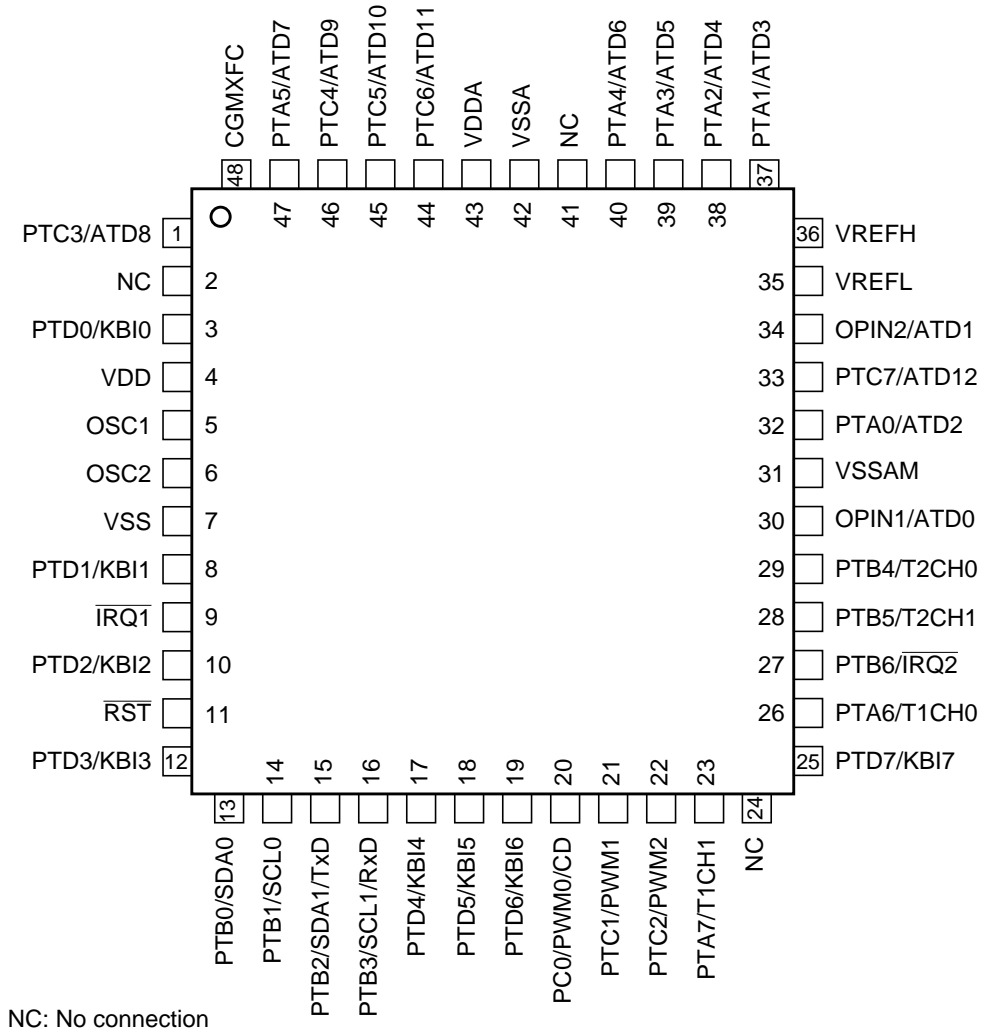 CGMXFC
PTA5/ATD7
PTC4/ATD9
PTC5/ATD10
PTC6/ATD11
VDDA
VSSA
NC
PTA4/ATD6
PTA3/ATD5
PTA2/ATD4
PTA1/ATD3
48
47
46
45
44
43
42
41
40
39
38
37
PTC3/ATD8 1
NC 2
PTD0/KBI0 3
VDD 4
OSC1 5
OSC2 6
VSS 7
PTD1/KBI1 8
IRQ1 9
PTD2/KBI2 10
RST 11
PTD3/KBI3 12
36 VREFH
35 VREFL
34 OPIN2/ATD1
33 PTC7/ATD12
32 PTA0/ATD2
31 VSSAM
30 OPIN1/ATD0
29 PTB4/T2CH0
28 PTB5/T2CH1
27 PTB6/IRQ2
26 PTA6/T1CH0
25 PTD7/KBI7
13
14
15
16
17
18
19
20
21
22
23
24
PTB0/SDA0
PTB1/SCL0
PTB2/SDA1/TxD
PTB3/SCL1/RxD
PTD4/KBI4
PTD5/KBI5
PTD6/KBI6
PC0/PWM0/CD
PTC1/PWM1
PTC2/PWM2
PTA7/T1CH1
NC
NC: No connection